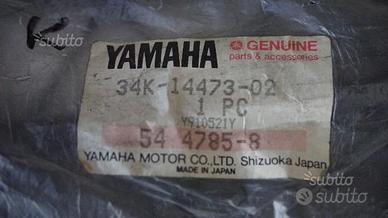 K
subito
YAMAHA
GENUINE
parts & accessories
34K-14473-02
1 PC
Y910521Y
54 4785-8
YAMAHA MOTOR CO., LTD. Shizuoka Japan
MADE IN JAPAN
subito
subito